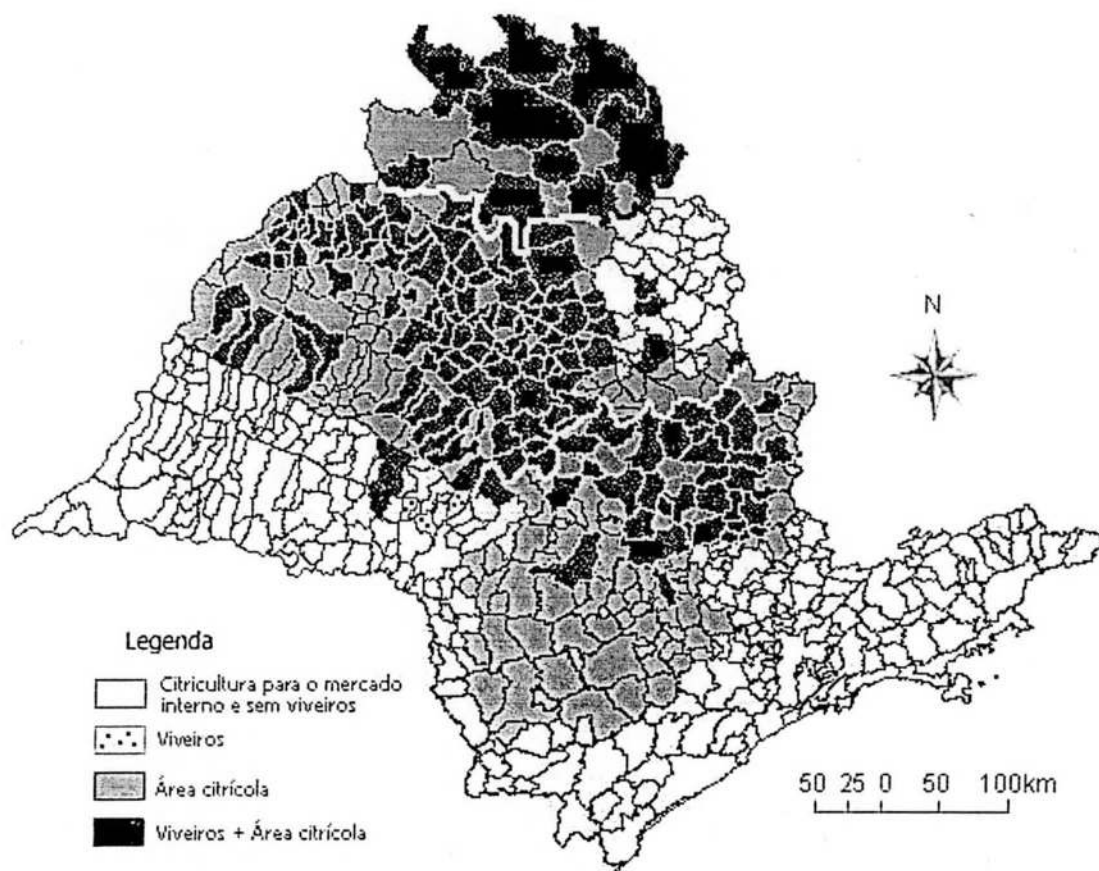 N
Legenda
Citricultura para o mercado
interno e sem viveiros
Viveiros
Área citrícola
Viveiros + Área citrícola
50 25 0 50 100km